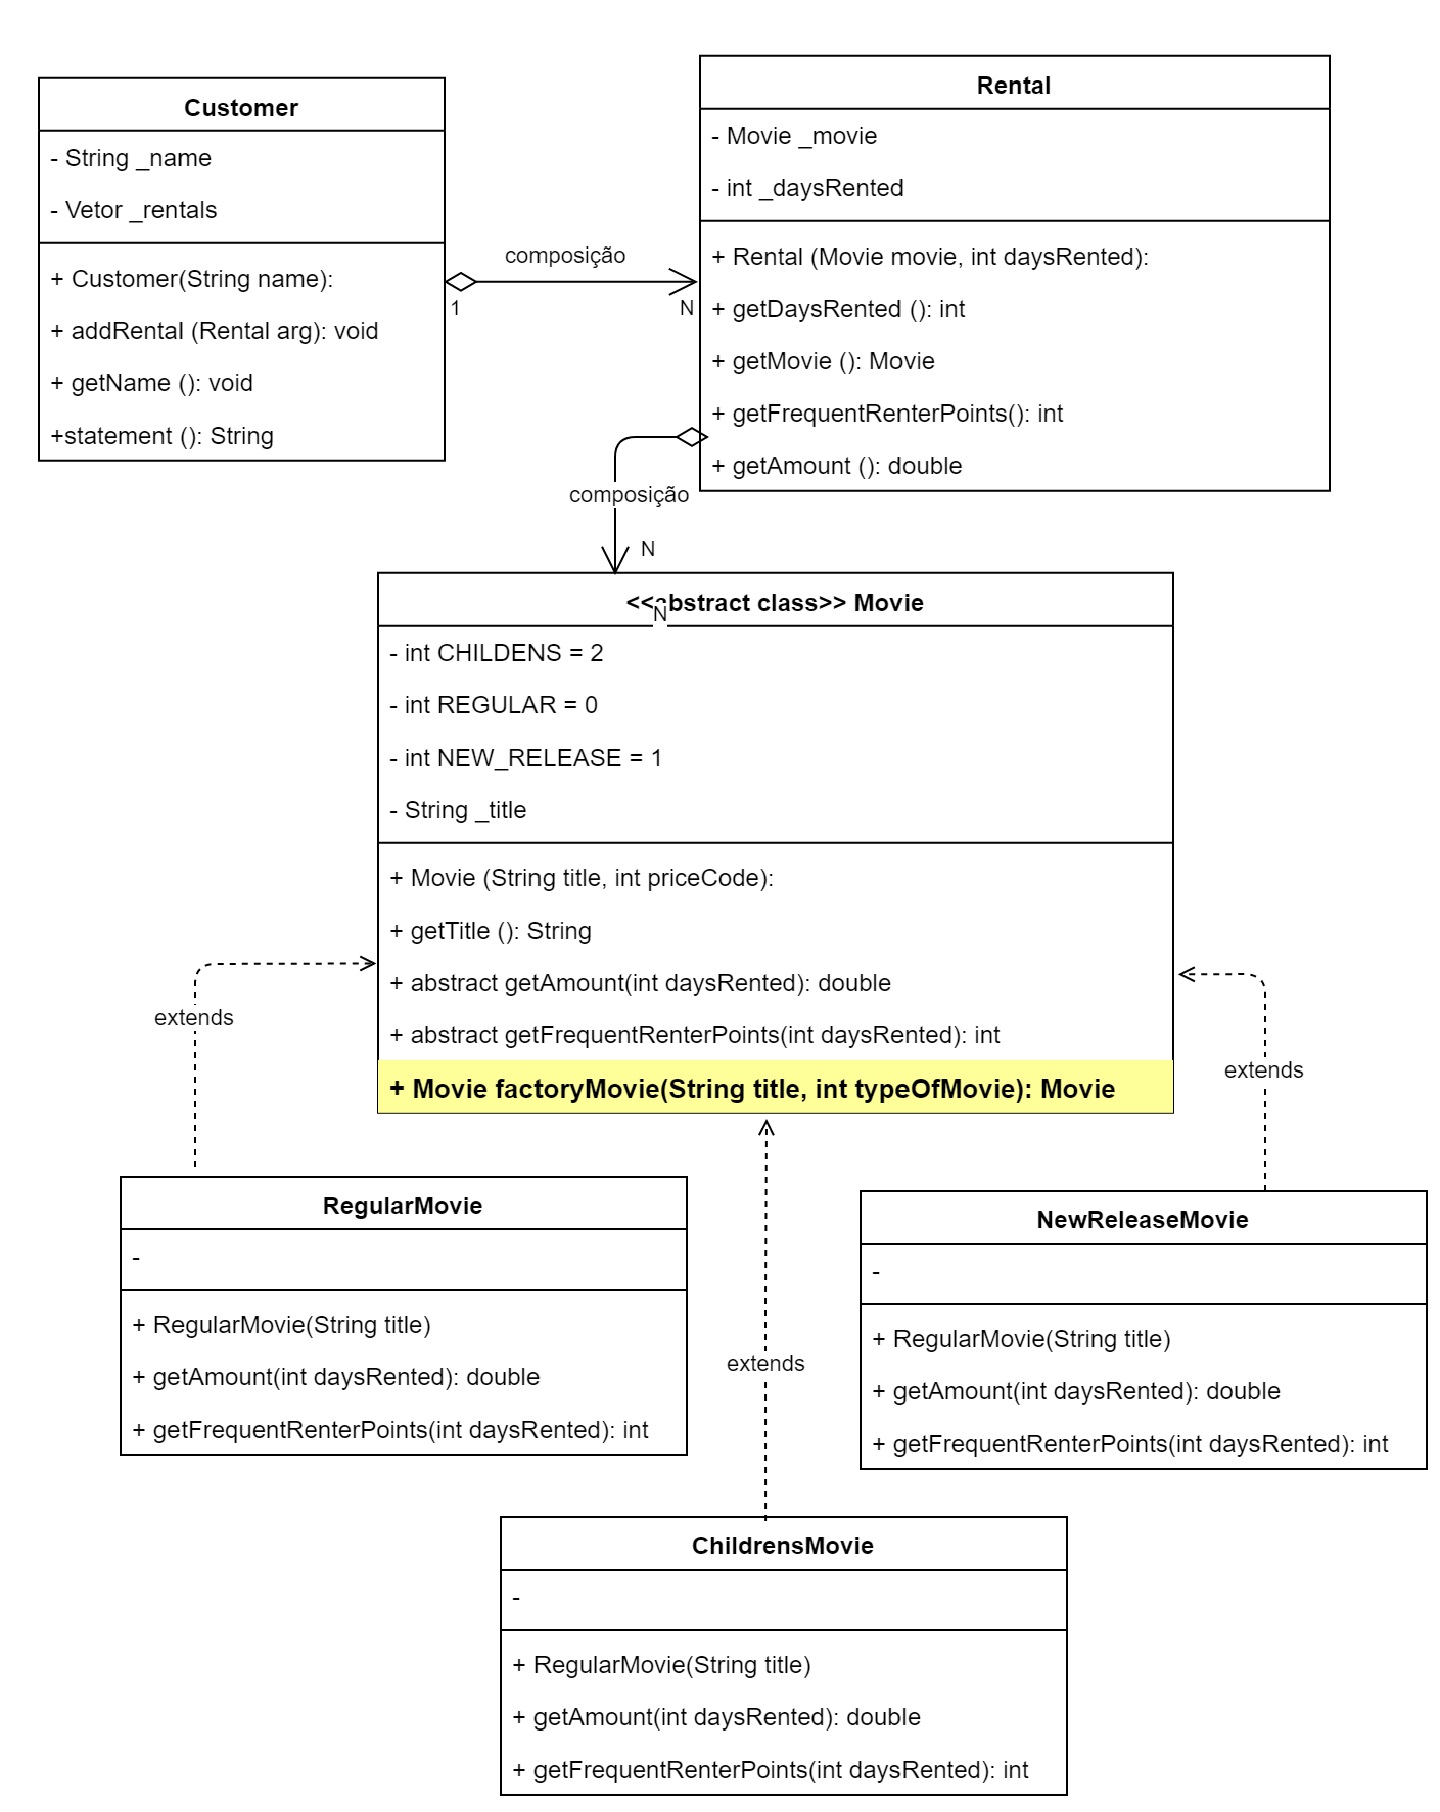 Customer
- String _name
- Vetor _rentals
+ Customer(String name):
+ addRental (Rental arg): void
+ getName (): void
+statement (): String
composição
1
N
Rental
- Movie _movie
- int _daysRented
+ Rental (Movie movie, int daysRented):
+ getDaysRented (): int
+ getMovie (): Movie
+ getFrequentRenterPoints(): int
+ getAmount (): double
composição
N
<<abstract class>> Movie
N
- int CHILDENS = 2
- int REGULAR = 0
- int NEW_RELEASE = 1
- String _title
+ Movie (String title, int priceCode):
+ getTitle (): String
+ abstract getAmount(int daysRented): double
+ abstract getFrequentRenterPoints(int daysRented): int
+ Movie factoryMovie(String title, int typeOfMovie): Movie
extends
extends
RegularMovie
-
+ RegularMovie(String title)
+ getAmount(int daysRented): double
+ getFrequentRenterPoints(int daysRented): int
NewReleaseMovie
-
+ RegularMovie(String title)
+ getAmount(int daysRented): double
+ getFrequentRenterPoints(int daysRented): int
extends
ChildrensMovie
-
+ RegularMovie(String title)
+ getAmount(int daysRented): double
+ getFrequentRenterPoints(int daysRented): int